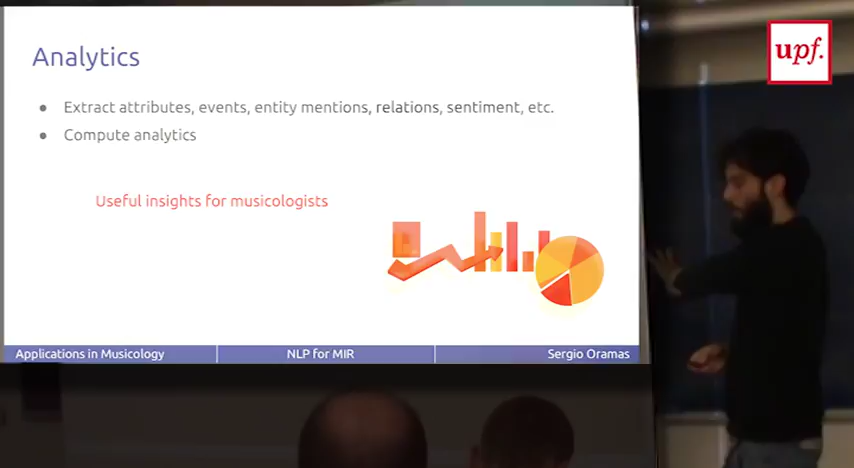 Analytics
● Extract attributes, events, entity mentions, relations, sentiment, etc.
● Compute analytics
Useful insights for musicologists
Applications in Musicology
NLP for MIR
Sergio Oramas
upf.